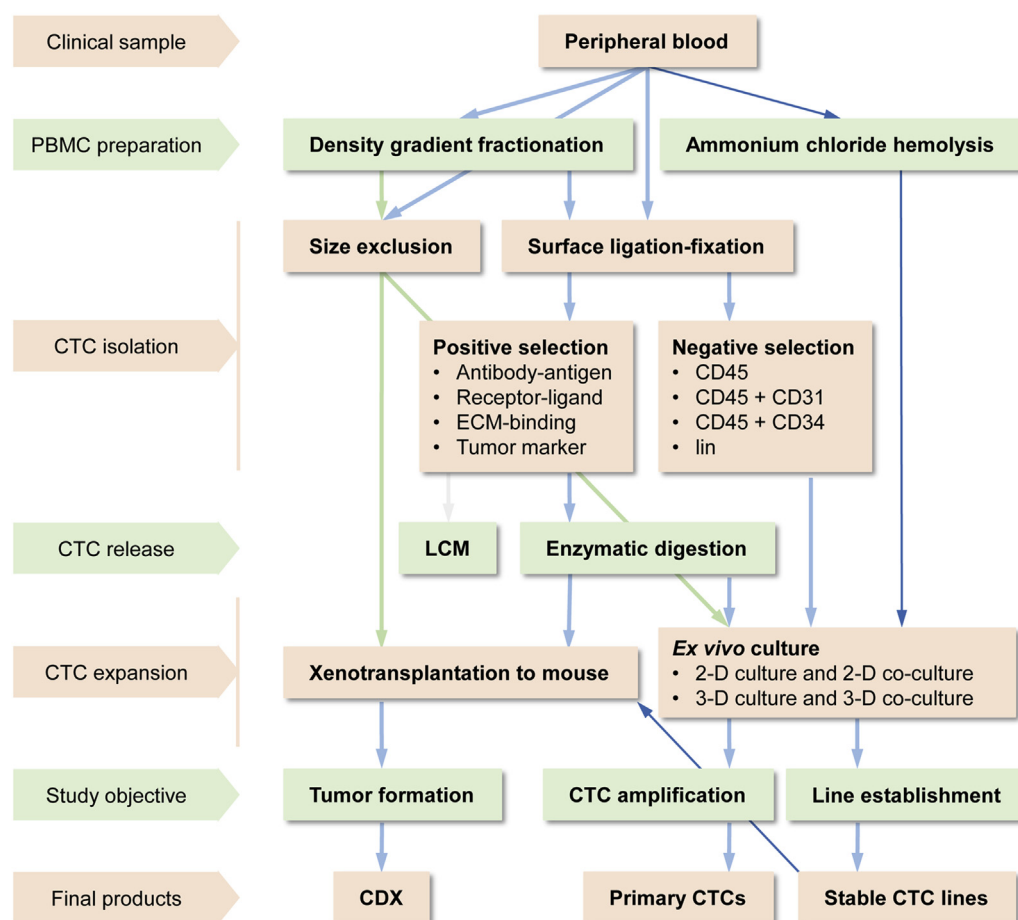 Clinical sample
Peripheral blood
PBMC preparation
Density gradient fractionation
Ammonium chloride hemolysis
Size exclusion
Surface ligation-fixation
CTC isolation
Positive selection
• Antibody-antigen
• Receptor-ligand
• ECM-binding
• Tumor marker
Negative selection
• CD45
• CD45 + CD31
• CD45 + CD34
• lin
CTC release
LCM
Enzymatic digestion
CTC expansion
Xenotransplantation to mouse
Ex vivo culture
• 2-D culture and 2-D co-culture
• 3-D culture and 3-D co-culture
Study objective
Tumor formation
CTC amplification
Line establishment
Final products
CDX
Primary CTCs
Stable CTC lines